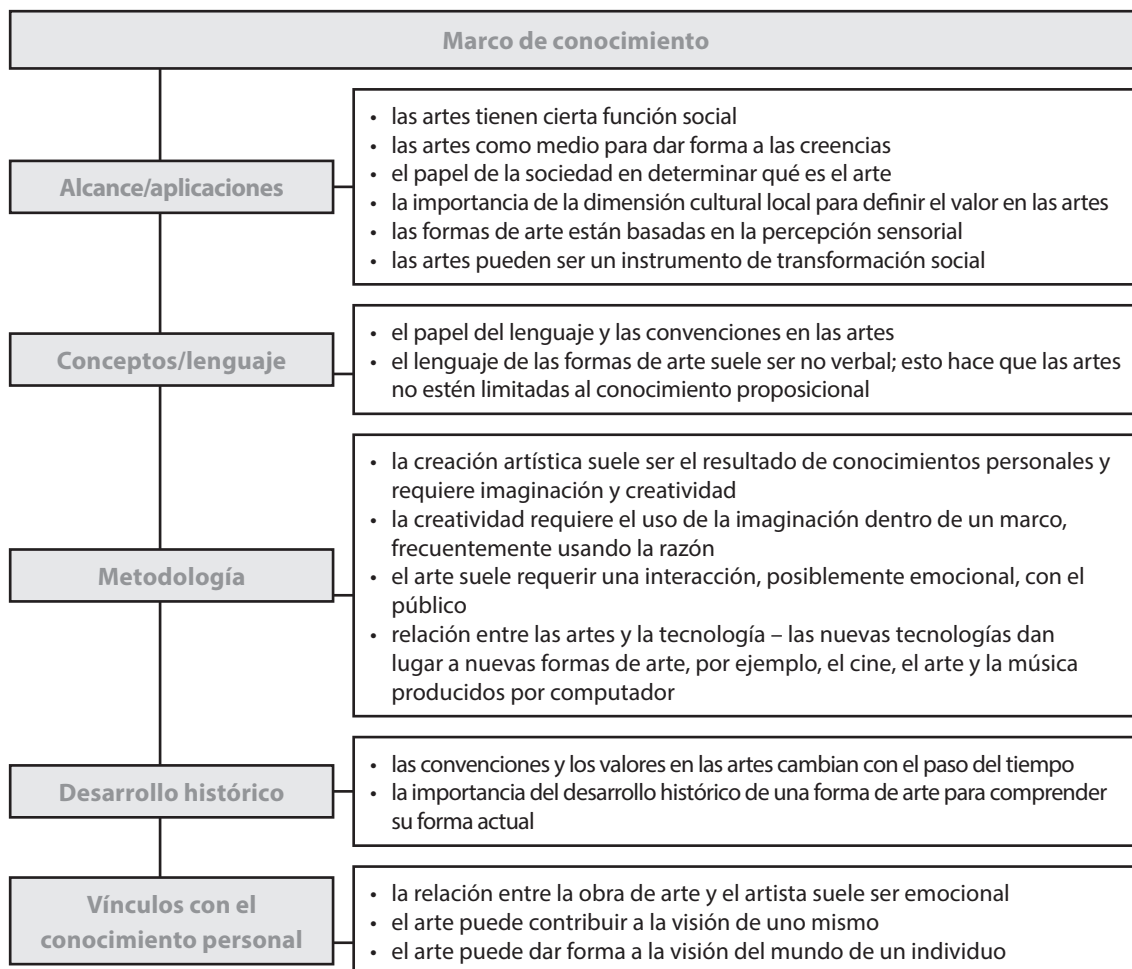 Marco de conocimiento
Alcance/aplicaciones
• las artes tienen cierta función social
• las artes como medio para dar forma a las creencias
• el papel de la sociedad en determinar qué es el arte
• la importancia de la dimensión cultural local para definir el valor en las artes
• las formas de arte están basadas en la percepción sensorial
• las artes pueden ser un instrumento de transformación social
Conceptos/lenguaje
• el papel del lenguaje y las convenciones en las artes
• el lenguaje de las formas de arte suele ser no verbal; esto hace que las artes
no estén limitadas al conocimiento proposicional
Metodología
• la creación artística suele ser el resultado de conocimientos personales y
requiere imaginación y creatividad
• la creatividad requiere el uso de la imaginación dentro de un marco,
frecuentemente usando la razón
• el arte suele requerir una interacción, posiblemente emocional, con el
público
• relación entre las artes y la tecnología – las nuevas tecnologías dan
lugar a nuevas formas de arte, por ejemplo, el cine, el arte y la música
producidos por computador
Desarrollo histórico
• las convenciones y los valores en las artes cambian con el paso del tiempo
• la importancia del desarrollo histórico de una forma de arte para comprender
su forma actual
Vínculos con el
conocimiento personal
• la relación entre la obra de arte y el artista suele ser emocional
• el arte puede contribuir a la visión de uno mismo
• el arte puede dar forma a la visión del mundo de un individuo